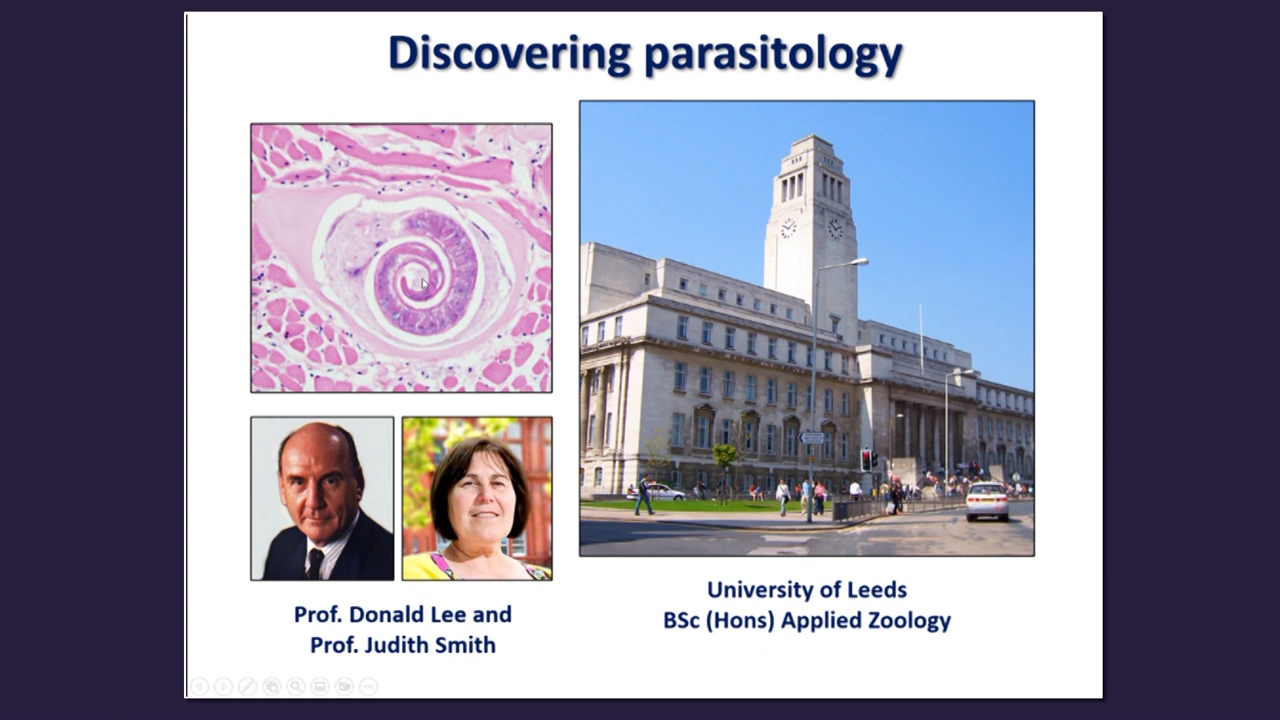 Discovering parasitology
Prof. Donald Lee and
Prof. Judith Smith
University of Leeds
BSc (Hons) Applied Zoology